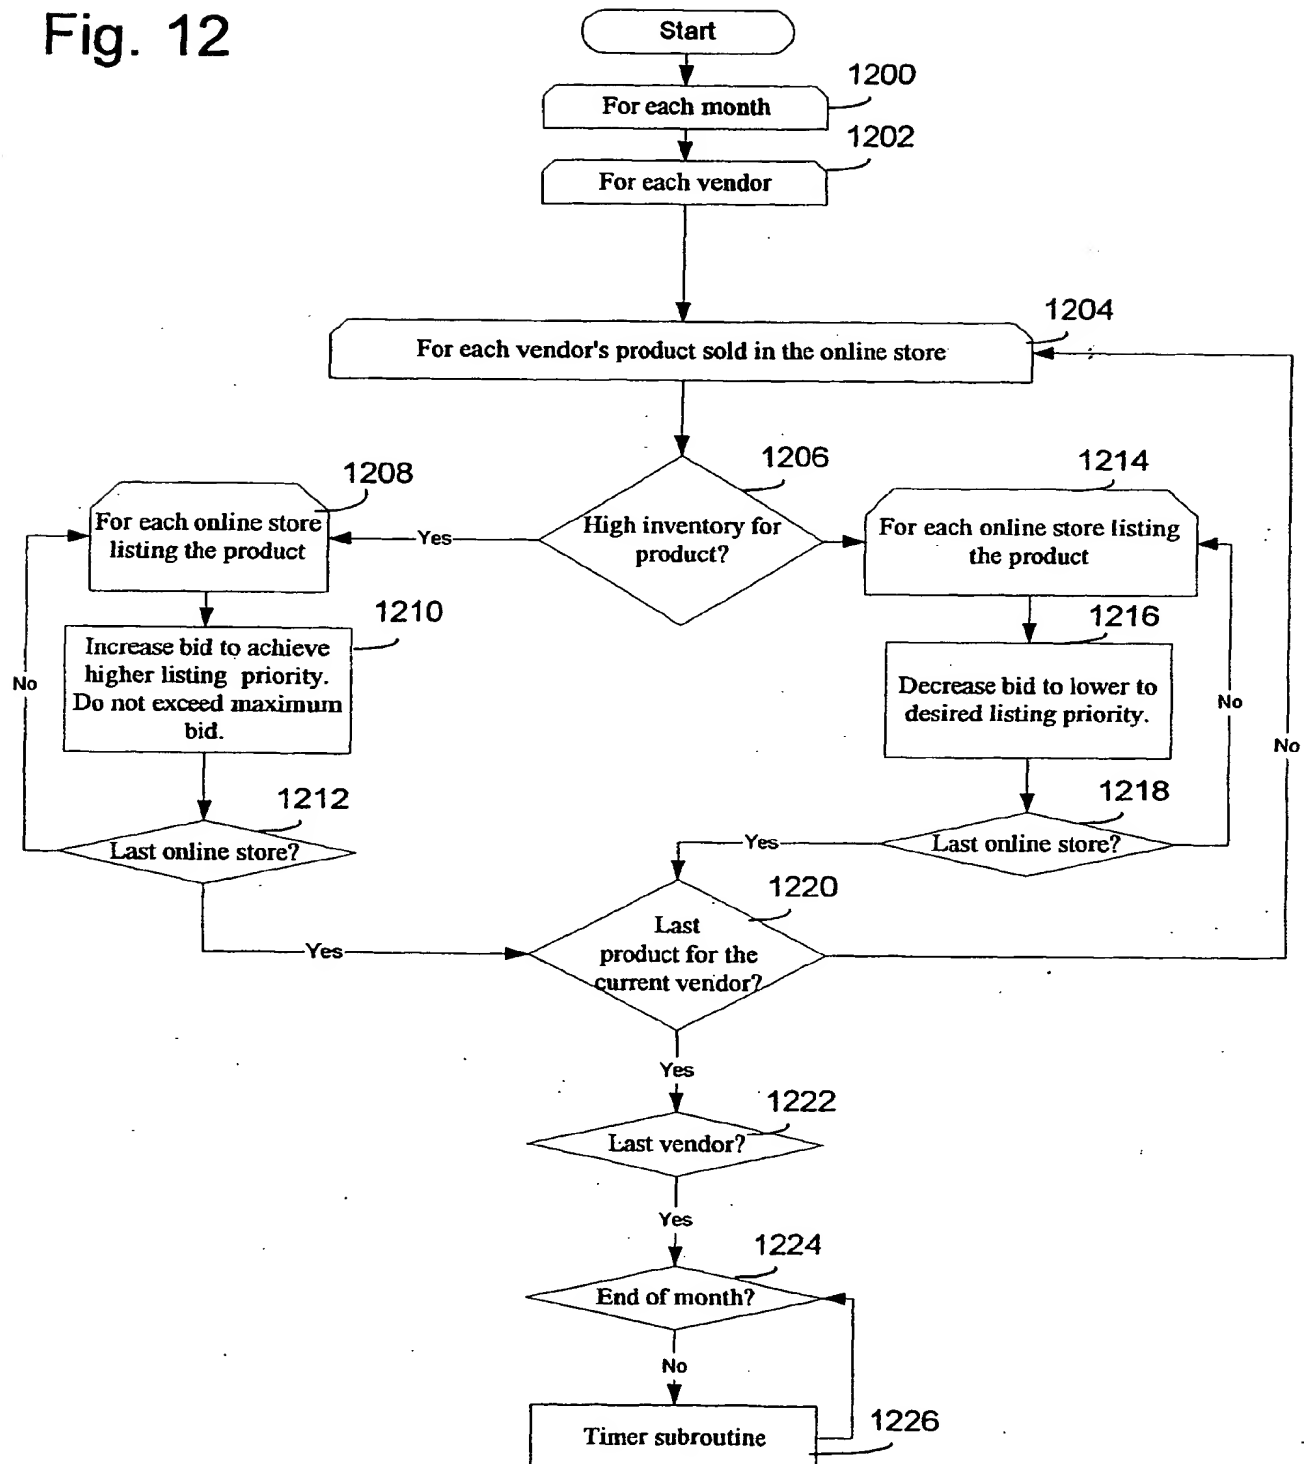 Fig. 12
Start
1200
For each month
1202
For each vendor
1204
For each vendor's product sold in the online store
1206
High inventory for
product?
1208
For each online store
listing the product
Yes
1214
For each online store listing
the product
1210
Increase bid to achieve
higher listing priority.
Do not exceed maximum
bid.
No
1216
Decrease bid to lower to
desired listing priority.
No
No
1212
Last online store?
1218
Last online store?
Yes
1220
Last
product for the
current vendor?
Yes
Yes
1222
Last vendor?
Yes
1224
End of month?
No
1226
Timer subroutine